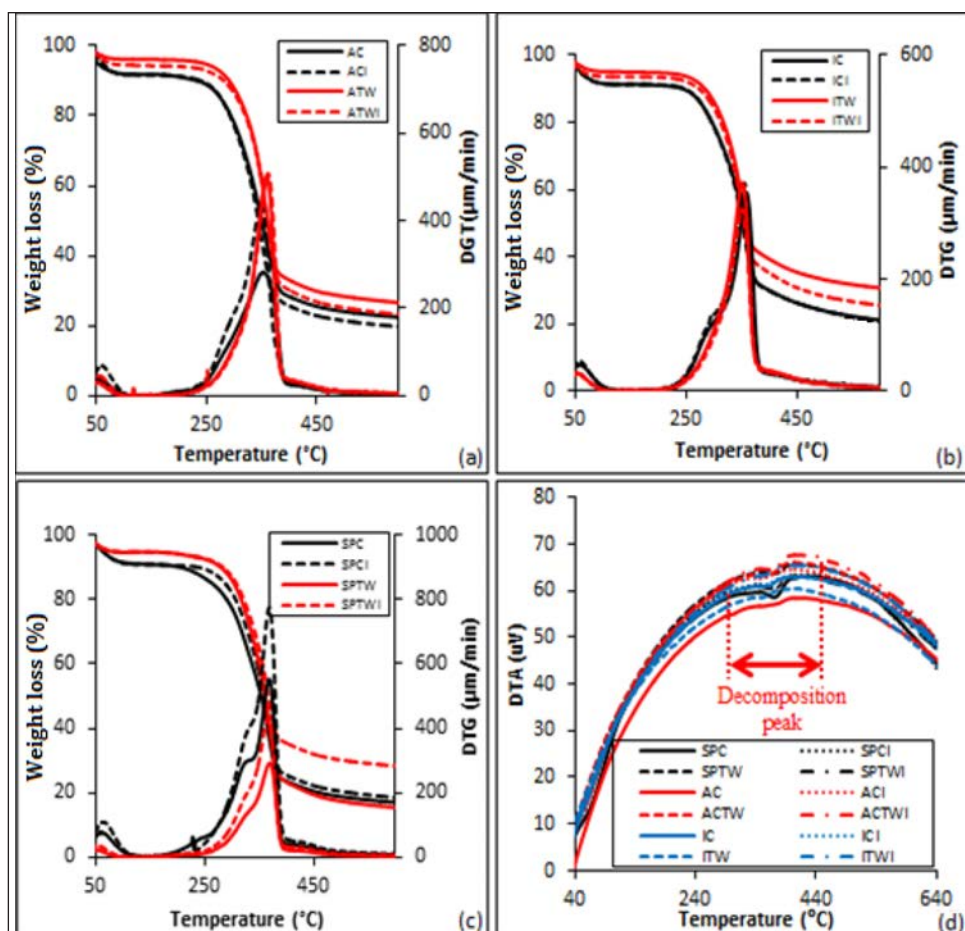 100
80
60
40
20
0
Weight loss (%)
AC
ACI
ATW
ATWI
800
600
400
200
0
DGT(µm/min)
50 250 450
Temperature (°C)
(a)
100
80
60
40
20
0
Weight loss (%)
IC
ICI
ITW
ITWI
600
400
200
0
DTG (µm/min)
50 250 450
Temperature (°C)
(b)
100
80
60
40
20
0
Weight loss (%)
SPC
SPCI
SPTW
SPTWI
1000
800
600
400
200
0
DTG (µm/min)
50 250 450
Temperature (°C)
(c)
80
70
60
50
40
30
20
10
0
DTA (uV)
Decomposition
peak
SPC SPCI
SPTW SPTWI
AC ACI
ACTW ACTWI
IC ICI
ITW ITWI
40 240 440 640
Temperature (°C)
(d)